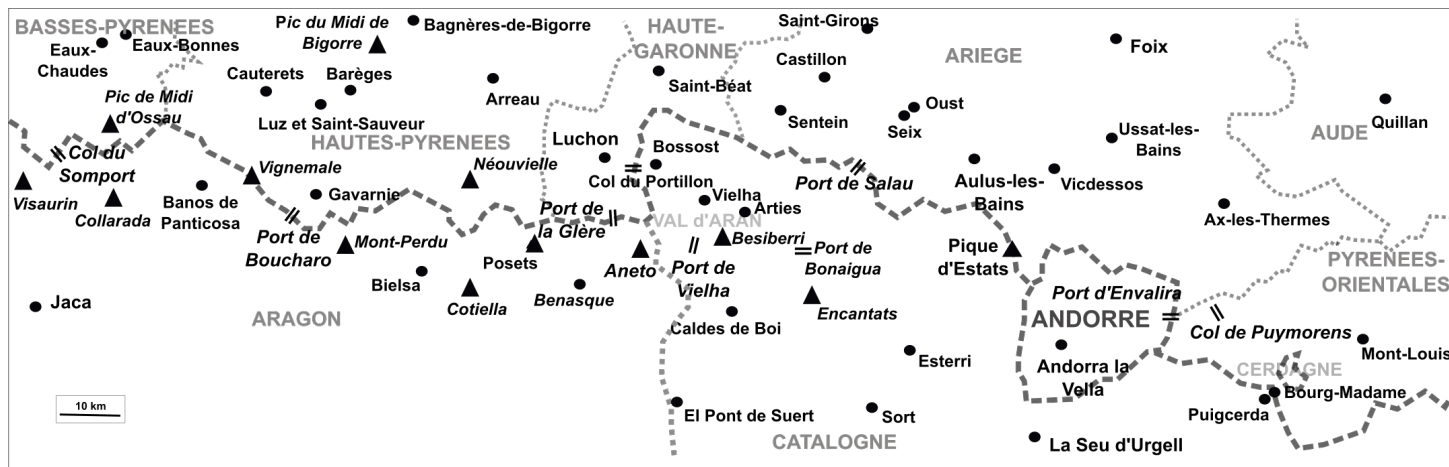 BASSES-PYRENEES
Eaux-Bonnes
Eaux-
Chaudes
Pic du Midi de
Bigorre
Bagnères-de-Bigorre
HAUTE-
GARONNE
Saint-Girons
ARIEGE
Foix
Cauterets
Barèges
Arreau
Saint-Béat
Castillon
Pic de Midi
d'Ossau
Luz et Saint-Sauveur
HAUTES-PYRENEES
Sentein
Oust
Seix
Ussat-les-
Bains
AUDE
Quillan
Col du
Somport
Vignemale
Néouvielle
Luchon
Bossost
Col du Portillon
Port de Salau
Aulus-les-
Bains
Vicdessos
Visaurin
Collarada
Banos de
Panticosa
Gavarnie
Port de
la Glère
Vielha
Arties
VAL d'ARAN
Ax-les-Thermes
Port de
Boucharo
Mont-Perdu
Posets
Aneto
Port de
Vielha
Besiberri
Port de
Bonaigua
Pique
d'Estats
PYRENEES-
ORIENTALES
Jaca
ARAGON
Bielsa
Cotiella
Benasque
Caldes de Boi
Encantats
Port d'Envalira
ANDORRE
Col de Puymorens
Esterri
Andorra la
Vella
CERDAGNE
Mont-Louis
10 km
El Pont de Suert
Sort
CATALOGNE
Puigcerda
Bourg-Madame
La Seu d'Urgell